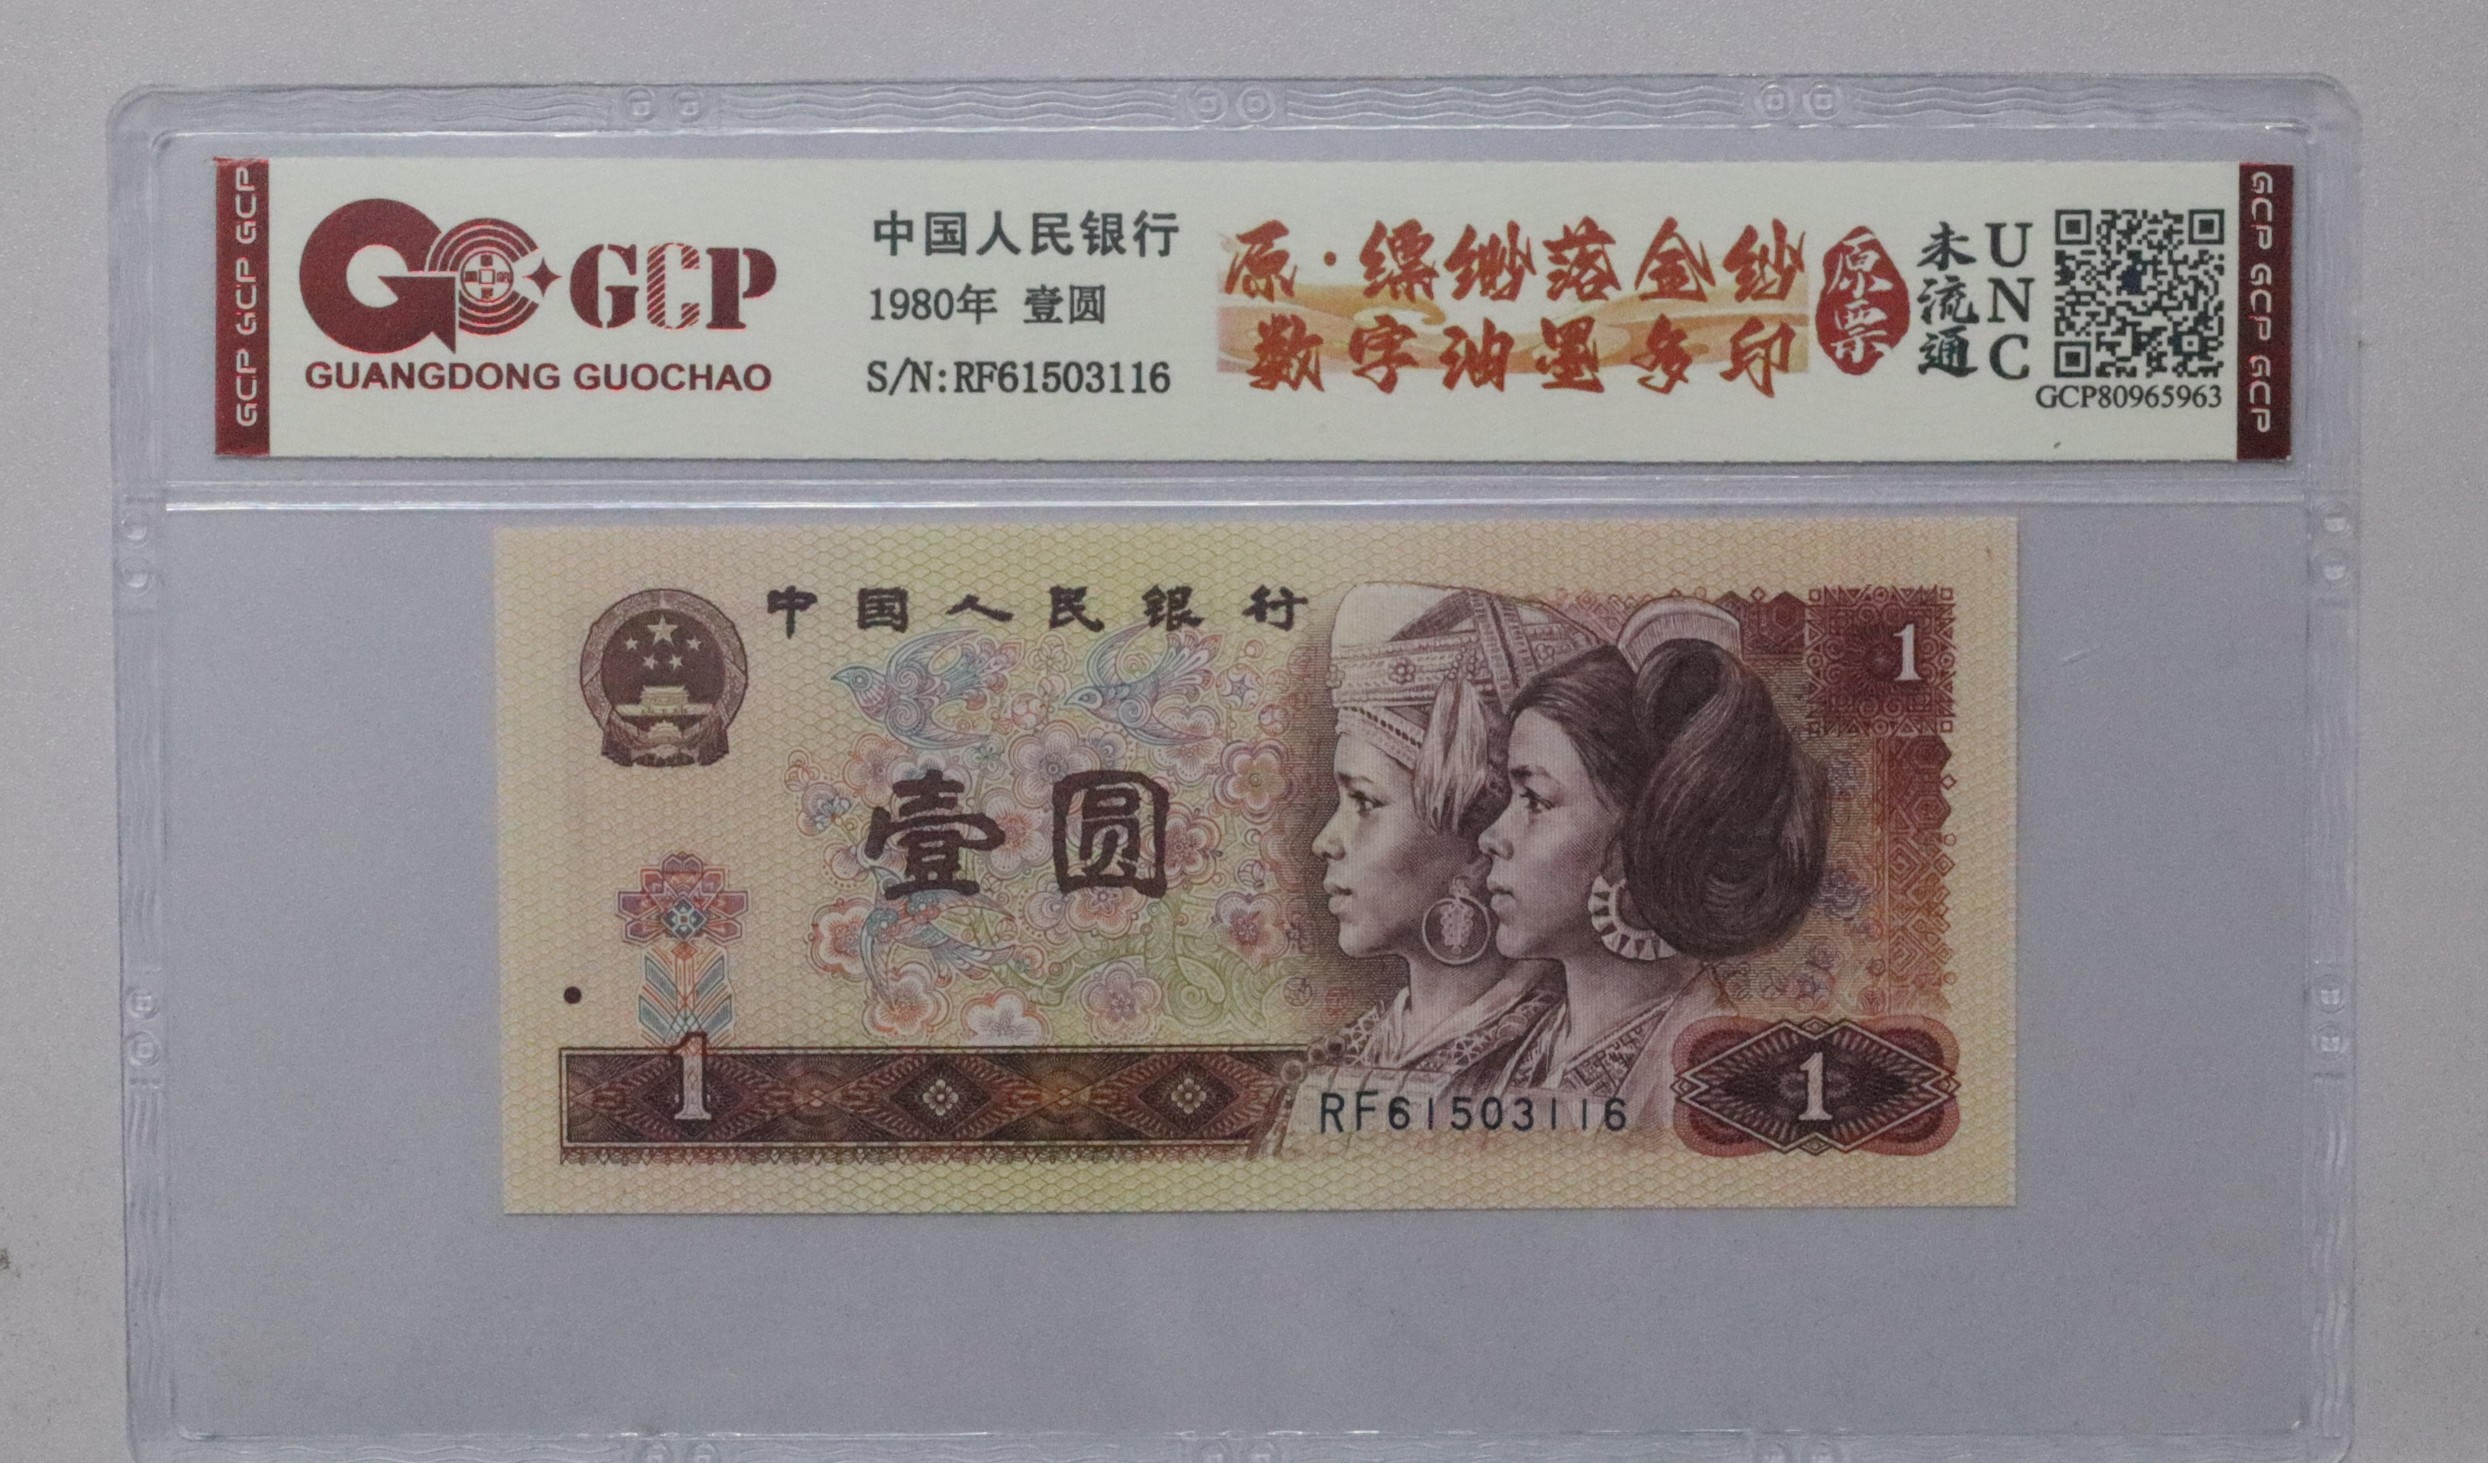 GCP GCP GCP
GCP
GUANGDONG GUOCHAO
中国人民银行
1980年 壹圆
S/N:RF61503116
原·缥缈落金纱
数字油墨多印
原票
未流通
UNC
GCP80965963
GCP GCP GCP
中国人民银行
1
壹圆
1
RF61503116
1